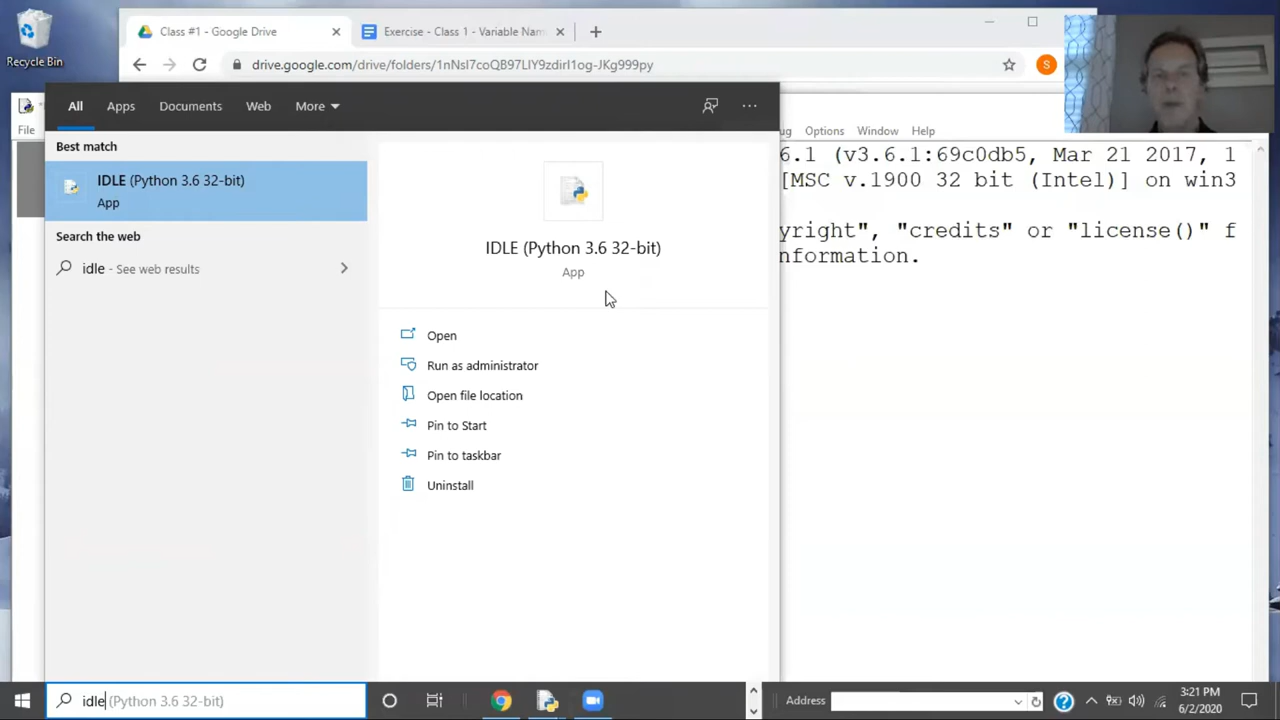 Recycle Bin
Class #1 - Google Drive
Exercise - Class 1 - Variable Nam
drive.google.com/drive/folders/1nNsI7coQB97LIY9zdirI1og-JKg999py
S
File
ug Options Window Help
All Apps Documents Web More
Best match
IDLE (Python 3.6 32-bit)
App
Search the web
idle - See web results
IDLE (Python 3.6 32-bit)
App
Open
Run as administrator
Open file location
Pin to Start
Pin to taskbar
Uninstall
6.1 (v3.6.1:69c0db5, Mar 21 2017, 1
[MSC v.1900 32 bit (Intel)] on win3
yright", "credits" or "license()" f
nformation.
idle (Python 3.6 32-bit)
Address
3:21 PM
6/2/2020